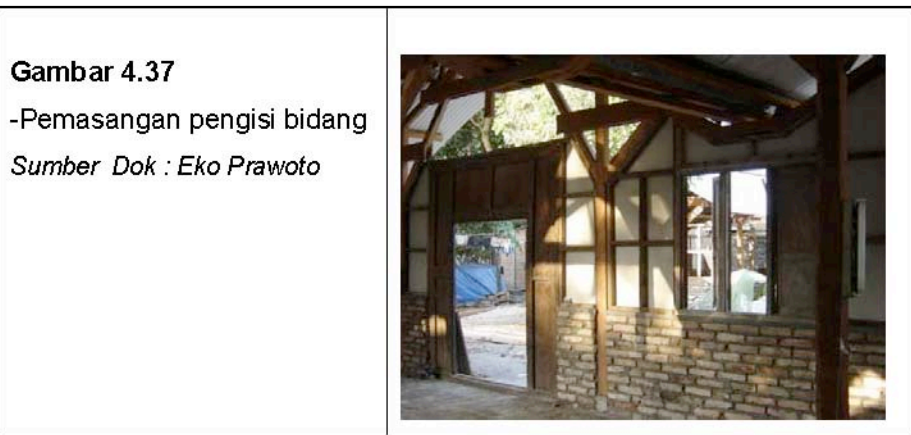 Gambar 4.37
-Pemasangan pengisi bidang
Sumber Dok : Eko Prawoto